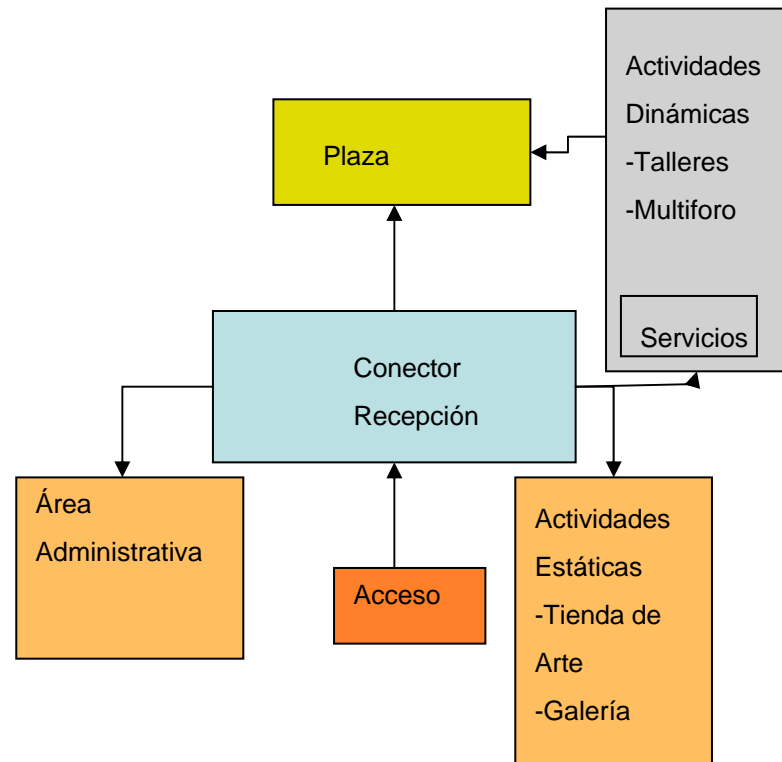 Actividades
Dinámicas
-Talleres
-Multiforo
Servicios
Plaza
Conector
Recepción
Área
Administrativa
Acceso
Actividades
Estáticas
-Tienda de
Arte
-Galería